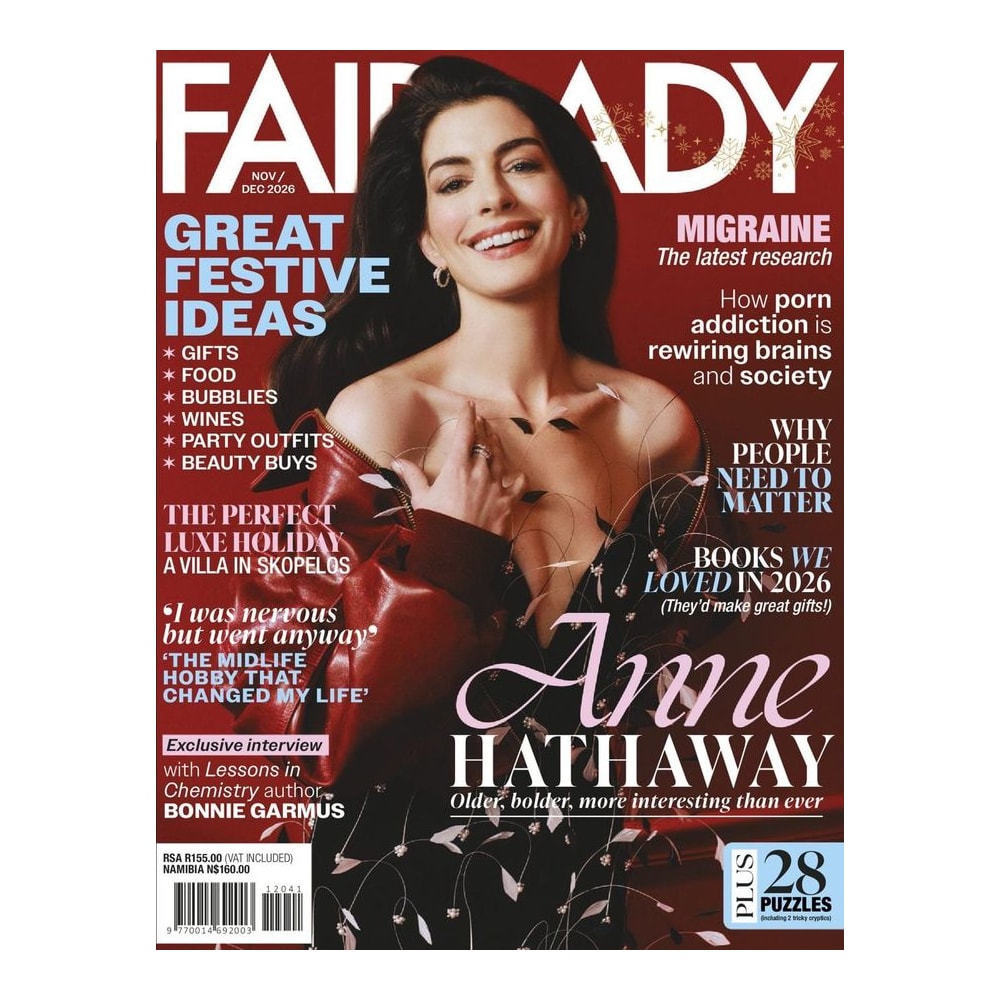 FAIRLADY
NOV /
DEC 2026
GREAT
FESTIVE
IDEAS
✶ GIFTS
✶ FOOD
✶ BUBBLIES
✶ WINES
✶ PARTY OUTFITS
✶ BEAUTY BUYS
THE PERFECT
LUXE HOLIDAY
A VILLA IN SKOPELOS
‘I was nervous
but went anyway’
‘THE MIDLIFE
HOBBY THAT
CHANGED MY LIFE’
Exclusive interview
with Lessons in
Chemistry author
BONNIE GARMUS
RSA R155.00 (VAT INCLUDED)
NAMIBIA N$160.00
12041
9 770014 692003
MIGRAINE
The latest research
How porn
addiction is
rewiring brains
and society
WHY
PEOPLE
NEED TO
MATTER
BOOKS WE
LOVED IN 2026
(They’d make great gifts!)
Anne
HATHAWAY
Older, bolder, more interesting than ever
PLUS
28
PUZZLES
(including 2 tricky cryptics)